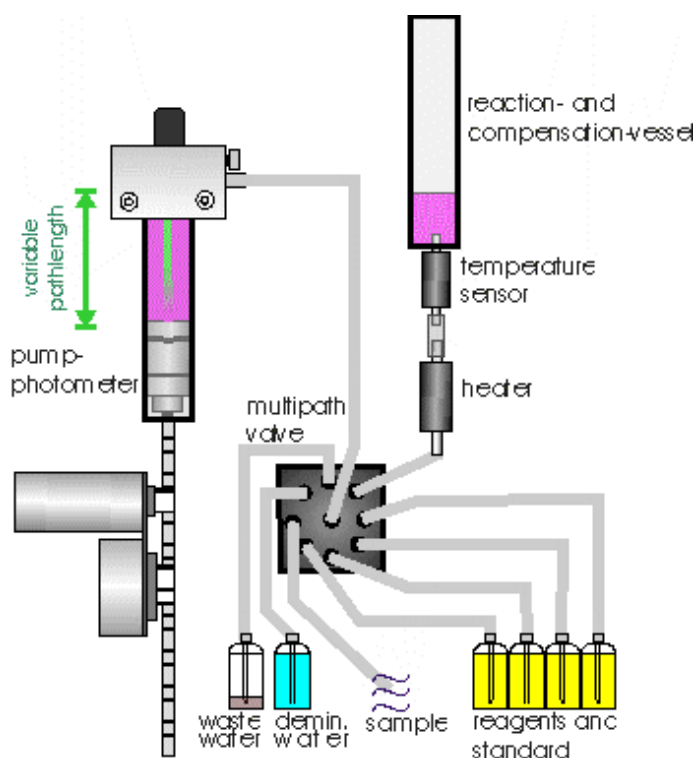 reaction- and
compensation-vessel
variable
pathlength
temperature
sensor
pump-
photometer
heater
multipath
valve
waste
water
demin.
water
sample
reagents and
standard